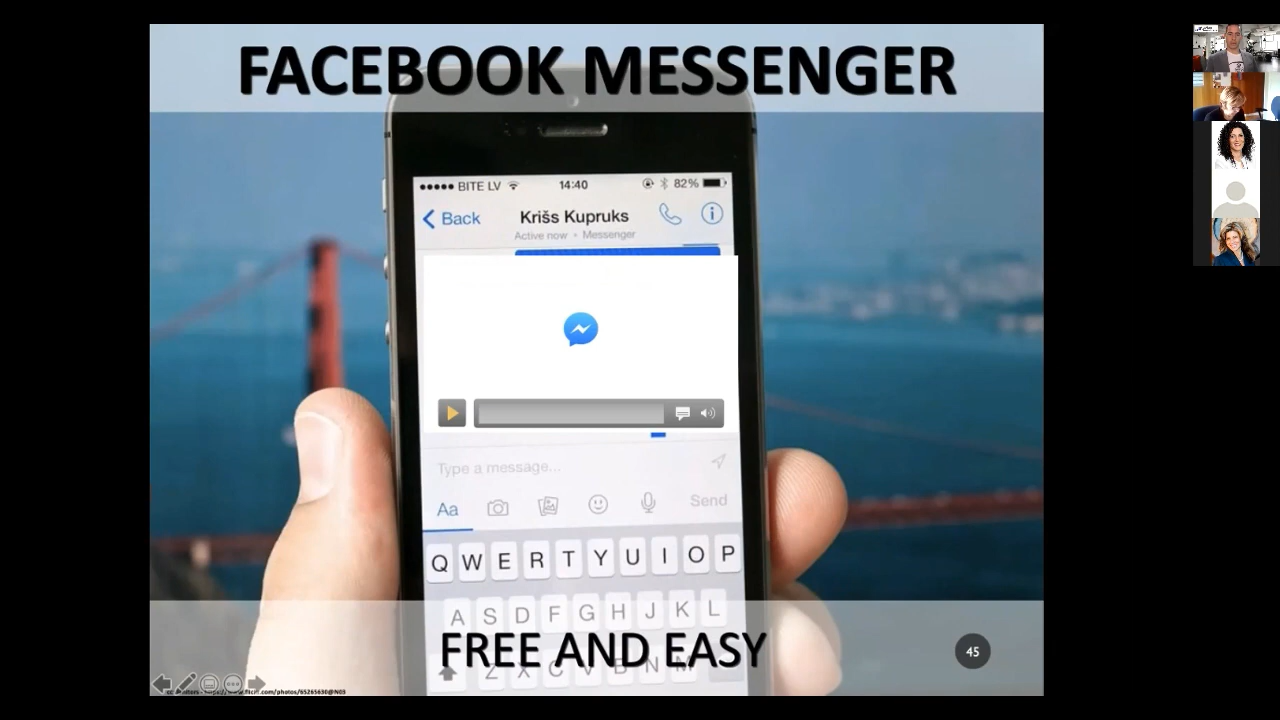 FACEBOOK MESSENGER
BITE LV 14:40 82%
Back Krišs Kupruks
Active now • Messenger
Type a message...
Aa Send
Q W E R T Y U I O P
A S D F G H J K L
FREE AND EASY
Z X C V B N M
45